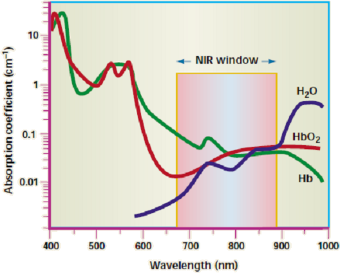 Absorption coefficient (cm⁻¹)
10
1
0.1
0.01
NIR window
H₂O
HbO₂
Hb
400 500 600 700 800 900 1000
Wavelength (nm)